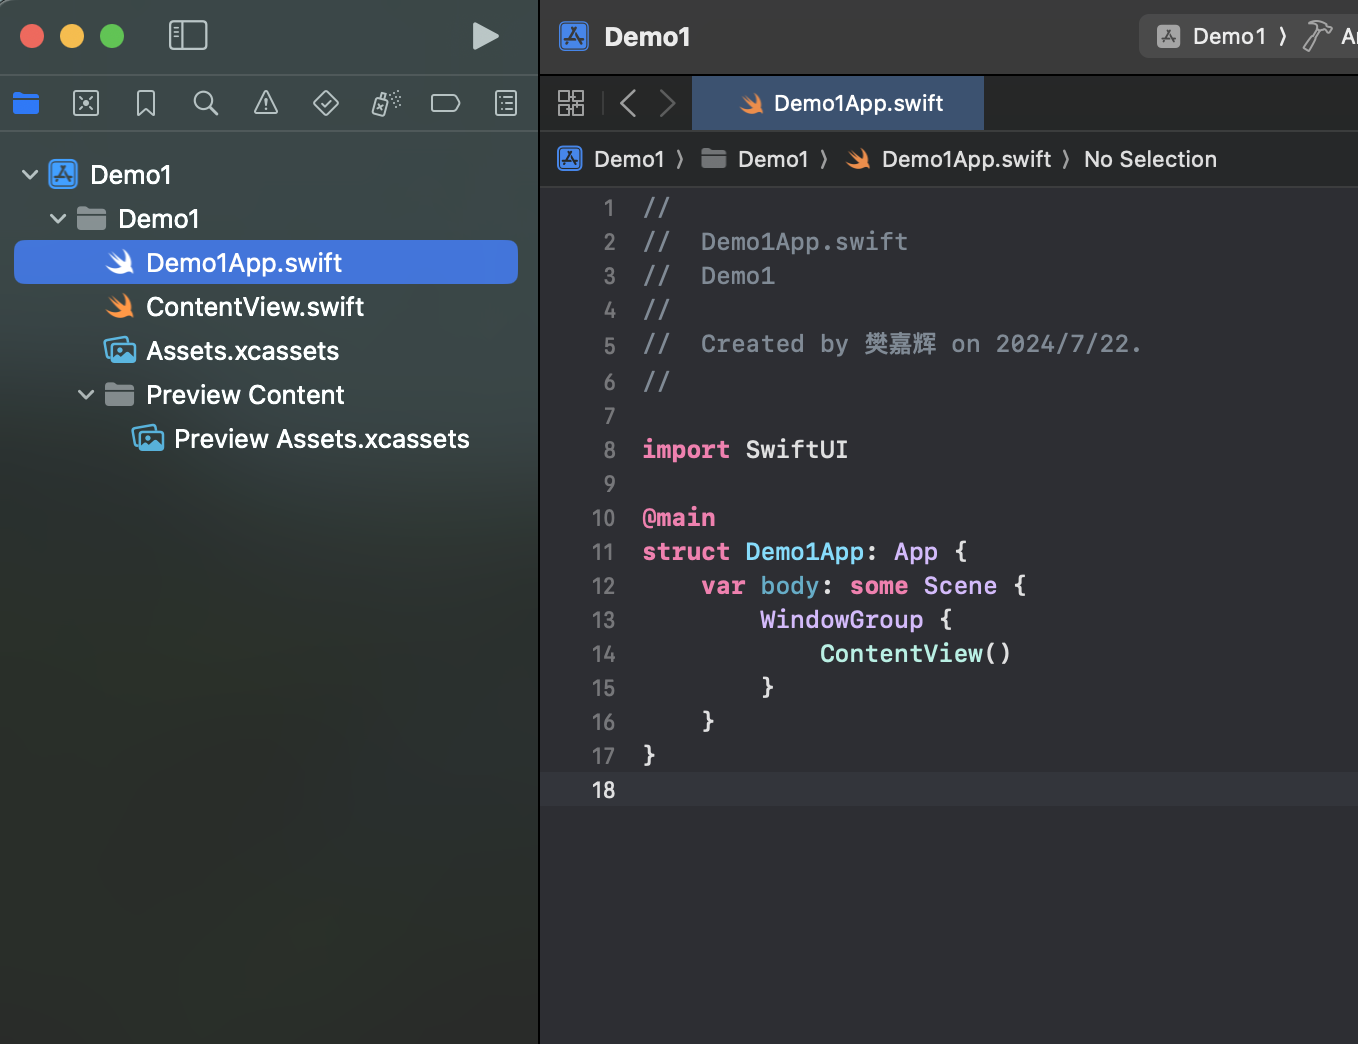 Demo1
Demo1
Demo1App.swift
ContentView.swift
Assets.xcassets
Preview Content
Preview Assets.xcassets
Demo1
Demo1 ⟩
Demo1App.swift
Demo1 ⟩ Demo1 ⟩ Demo1App.swift ⟩ No Selection
1 //
2 //  Demo1App.swift
3 //  Demo1
4 //
5 //  Created by 樊嘉辉 on 2024/7/22.
6 //
7
8 import SwiftUI
9
10 @main
11 struct Demo1App: App {
12     var body: some Scene {
13         WindowGroup {
14             ContentView()
15         }
16     }
17 }
18